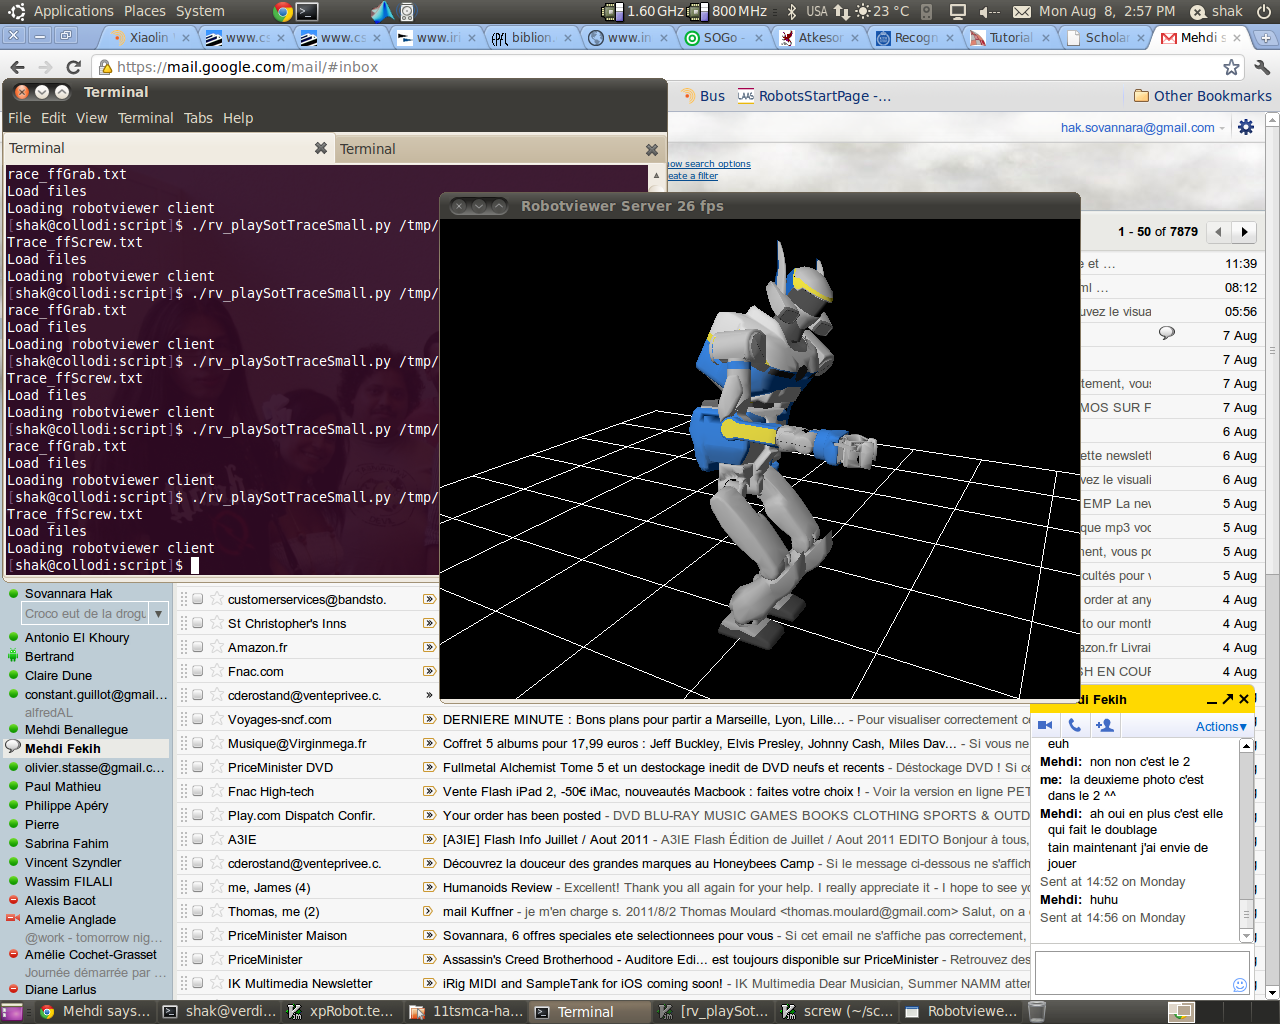 Applications Places System 1.60 GHz 800 MHz USA 23 °C Mon Aug 8, 2:57 PM shak
Xiaolin www.cs www.cs www.iri biblion. www.in SOGo - Atkeson Recogn Tutorial Scholar Mehdi s
https://mail.google.com/mail/#inbox
Bus LAAS RobotsStartPage -... Other Bookmarks
Terminal
File Edit View Terminal Tabs Help
Terminal Terminal
hak.sovannara@gmail.com
how search options
eate a filter
1 - 50 of 7879
race_ffGrab.txt
Load files
Loading robotviewer client
[shak@collodi:script]$ ./rv_playSotTraceSmall.py /tmp/
Trace_ffScrew.txt
Load files
Loading robotviewer client
[shak@collodi:script]$ ./rv_playSotTraceSmall.py /tmp/
race_ffGrab.txt
Load files
Loading robotviewer client
[shak@collodi:script]$ ./rv_playSotTraceSmall.py /tmp/
Trace_ffScrew.txt
Load files
Loading robotviewer client
[shak@collodi:script]$ ./rv_playSotTraceSmall.py /tmp/
race_ffGrab.txt
Load files
Loading robotviewer client
[shak@collodi:script]$ ./rv_playSotTraceSmall.py /tmp/
Trace_ffScrew.txt
Load files
Loading robotviewer client
[shak@collodi:script]$
Robotviewer Server 26 fps
e et ... 11:39
ml ... 08:12
uvez le visua 05:56
7 Aug
7 Aug
tement, vous 7 Aug
MOS SUR F 7 Aug
6 Aug
ette newslett 6 Aug
vez le visuali 6 Aug
EMP La new 5 Aug
que mp3 voc 5 Aug
ment, vous po 5 Aug
cultés pour v 5 Aug
order at any 4 Aug
to our month 4 Aug
azon.fr Livrai 4 Aug
SH EN COUF 4 Aug
Sovannara Hak
Croco eut de la drogu
Antonio El Khoury
Bertrand
Claire Dune
constant.guillot@gmail...
alfredAL
Mehdi Benallegue
Mehdi Fekih
olivier.stasse@gmail.c...
Paul Mathieu
Philippe Apéry
Pierre
Sabrina Fahim
Vincent Szyndler
Wassim FILALI
Alexis Bacot
Amelie Anglade
@work - tomorrow nig...
Amélie Cochet-Grasset
Journée démarrée par ...
Diane Larlus
customerservices@bandsto.
St Christopher's Inns
Amazon.fr
Fnac.com
cderostand@venteprivee.c.
Voyages-sncf.com DERNIERE MINUTE : Bons plans pour partir a Marseille, Lyon, Lille... - Pour visualiser correctement c
Musique@Virginmega.fr Coffret 5 albums pour 17,99 euros : Jeff Buckley, Elvis Presley, Johnny Cash, Miles Dav... - Si vous ne
PriceMinister DVD Fullmetal Alchemist Tome 5 et un destockage inedit de DVD neufs et recents - Déstockage DVD ! Si ce
Fnac High-tech Vente Flash iPad 2, -50€ iMac, nouveautés Macbook : faites votre choix ! - Voir la version en ligne PET
Play.com Dispatch Confir. Your order has been posted - DVD BLU-RAY MUSIC GAMES BOOKS CLOTHING SPORTS & OUTD
A3IE [A3IE] Flash Info Juillet / Aout 2011 - A3IE Flash Édition de Juillet / Aout 2011 EDITO Bonjour à tous,
cderostand@venteprivee.c. Découvrez la douceur des grandes marques au Honeybees Camp - Si le message ci-dessous ne s'affich
me, James (4) Humanoids Review - Excellent! Thank you all again for your help. I really appreciate it - I hope to see yo
Thomas, me (2) mail Kuffner - je m'en charge s. 2011/8/2 Thomas Moulard <thomas.moulard@gmail.com> Salut, on a
PriceMinister Maison Sovannara, 6 offres speciales ete selectionnees pour vous - Si cet email ne s'affiche pas correctement,
PriceMinister Assassin's Creed Brotherhood - Auditore Edi... est toujours disponible sur PriceMinister - Retrouvez des
IK Multimedia Newsletter iRig MIDI and SampleTank for iOS coming soon! - IK Multimedia Dear Musician, Summer NAMM atten
di Fekih
Actions
euh
Mehdi: non non c'est le 2
me: la deuxieme photo c'est
dans le 2 ^^
Mehdi: ah oui en plus c'est elle
qui fait le doublage
tain maintenant j'ai envie de
jouer
Sent at 14:52 on Monday
Mehdi: huhu
Sent at 14:56 on Monday
Mehdi says... shak@verdi... xpRobot.te... 11tsmca-ha... Terminal [rv_playSot... screw (~/sc... Robotviewe...